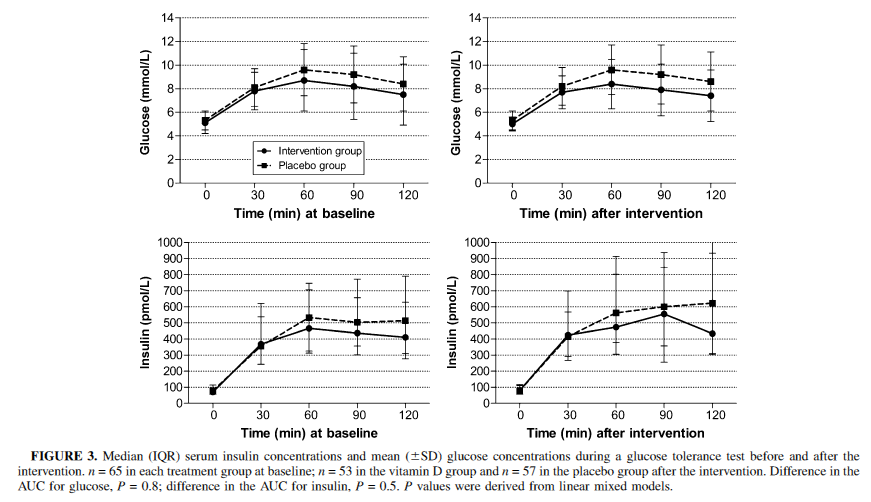 14
12
10
8
6
4
2
0
Glucose (mmol/L)
Intervention group
Placebo group
0 30 60 90 120
Time (min) at baseline
14
12
10
8
6
4
2
0
Glucose (mmol/L)
0 30 60 90 120
Time (min) after intervention
1000
900
800
700
600
500
400
300
200
100
0
Insulin (pmol/L)
0 30 60 90 120
Time (min) at baseline
1000
900
800
700
600
500
400
300
200
100
0
Insulin (pmol/L)
0 30 60 90 120
Time (min) after intervention
FIGURE 3. Median (IQR) serum insulin concentrations and mean (±SD) glucose concentrations during a glucose tolerance test before and after the
intervention. n = 65 in each treatment group at baseline; n = 53 in the vitamin D group and n = 57 in the placebo group after the intervention. Difference in the
AUC for glucose, P = 0.8; difference in the AUC for insulin, P = 0.5. P values were derived from linear mixed models.